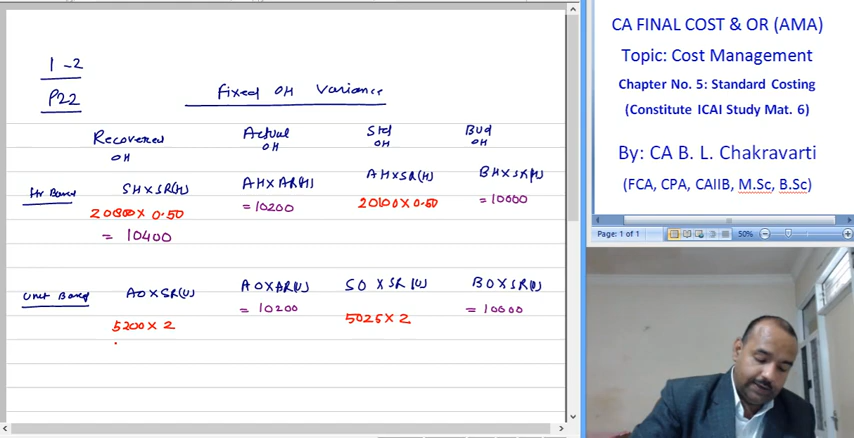 1-2
P22
Fixed OH Variance
Recovered OH
Actual OH
Std OH
Bud OH
Hr Based
SH X SR(H)
AH X AR(H)
AH X SR(H)
BH X SR(H)
20800 X 0.50
= 10200
20100 X 0.50
= 10000
= 10400
Unit Based
AO X SR(U)
AO X AR(U)
SO X SR(U)
BO X SR(U)
5200 X 2
= 10200
5025 X 2
= 10000
CA FINAL COST & OR (AMA)
Topic: Cost Management
Chapter No. 5: Standard Costing
(Constitute ICAI Study Mat. 6)
By: CA B. L. Chakravarti
(FCA, CPA, CAIIB, M.Sc, B.Sc)
Page: 1 of 1
50%